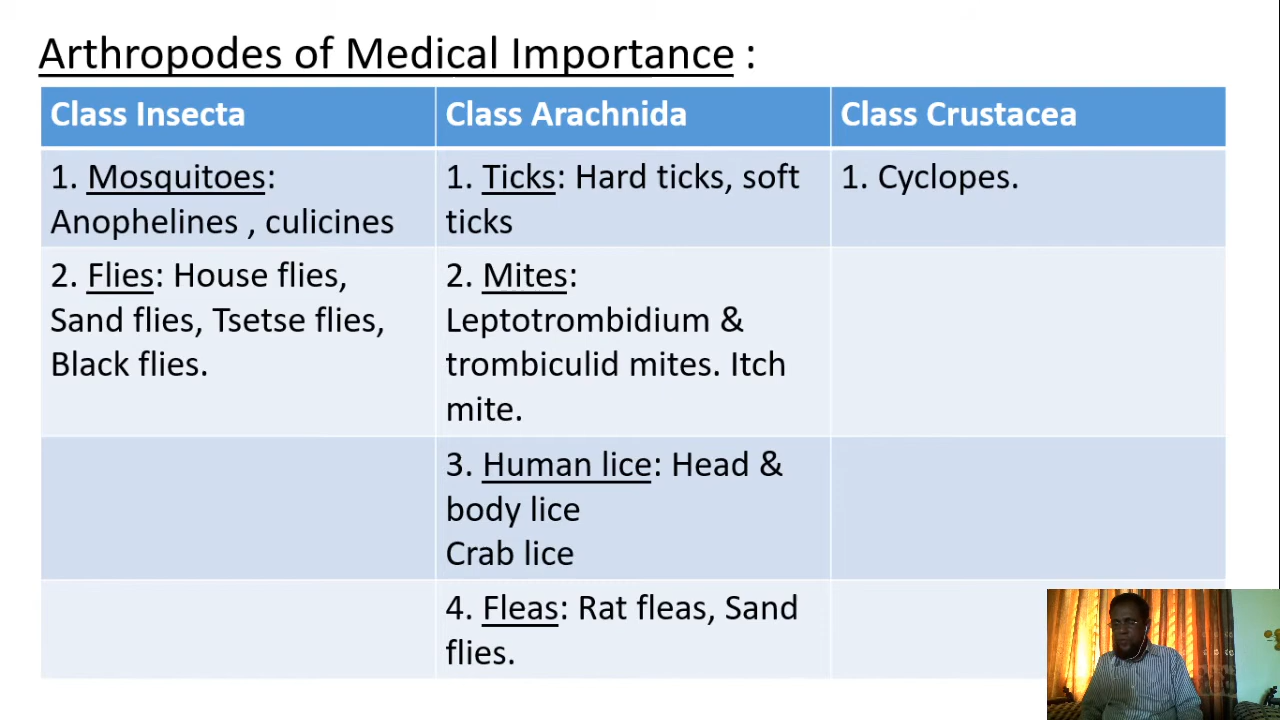 Arthropodes of Medical Importance :
Class Insecta
Class Arachnida
Class Crustacea
1. Mosquitoes:
Anophelines , culicines
1. Ticks: Hard ticks, soft
ticks
1. Cyclopes.
2. Flies: House flies,
Sand flies, Tsetse flies,
Black flies.
2. Mites:
Leptotrombidium &
trombiculid mites. Itch
mite.
3. Human lice: Head &
body lice
Crab lice
4. Fleas: Rat fleas, Sand
flies.